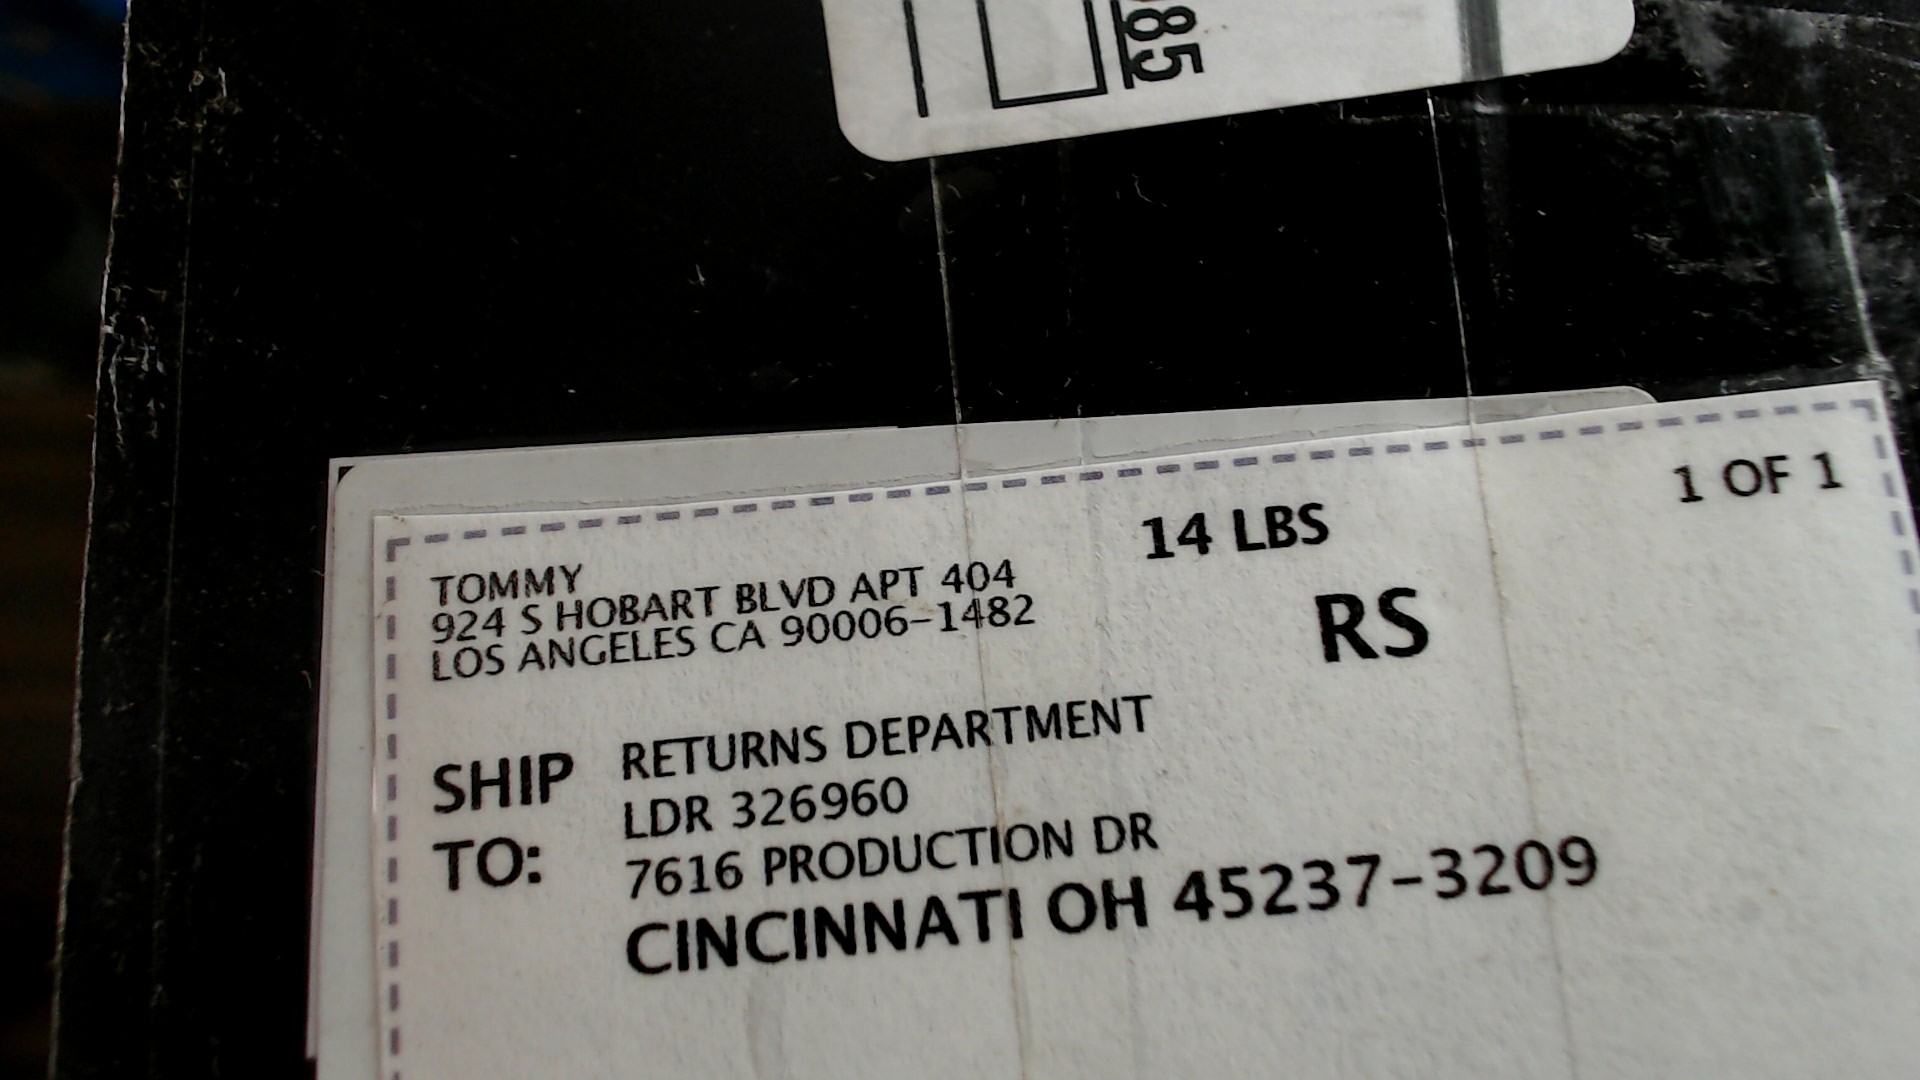 85
14 LBS
1 OF 1
TOMMY
924 S HOBART BLVD APT 404
LOS ANGELES CA 90006-1482
RS
SHIP TO:
RETURNS DEPARTMENT
LDR 326960
7616 PRODUCTION DR
CINCINNATI OH 45237-3209